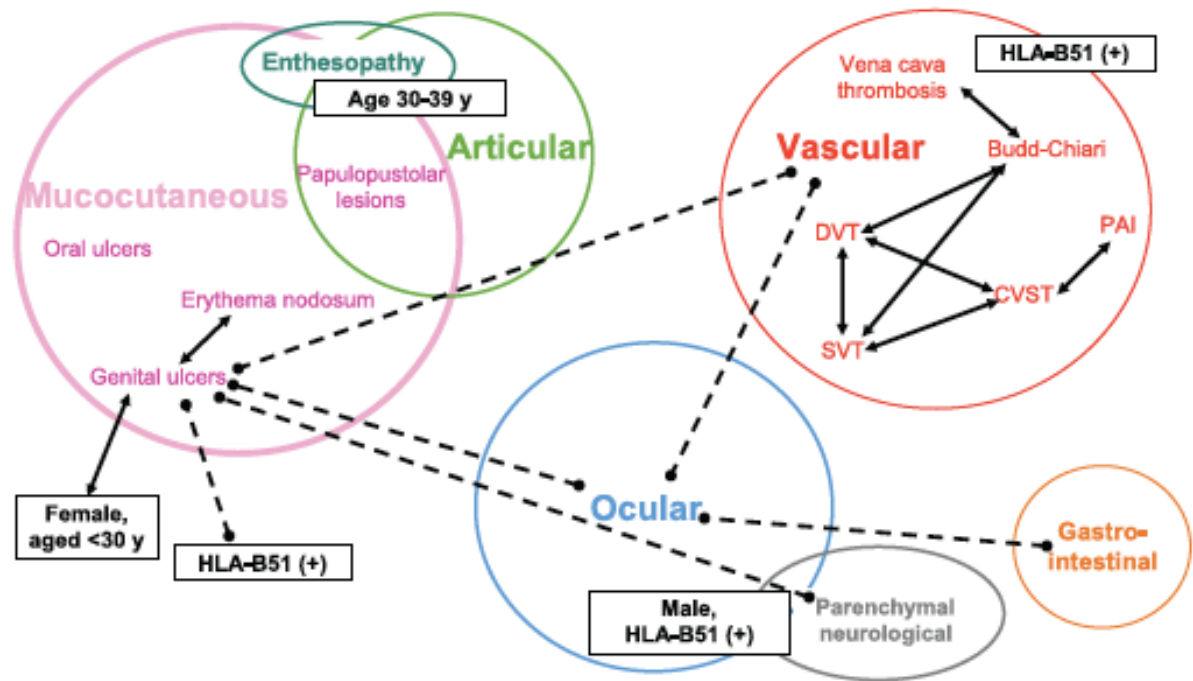 Enthesopathy
Age 30-39 y
Articular
Mucocutaneous
Papulopustolar
lesions
Oral ulcers
Erythema nodosum
Genital ulcers
Female,
aged <30 y
HLA-B51 (+)
HLA-B51 (+)
Vena cava
thrombosis
Vascular
Budd-Chiari
DVT
PAI
CVST
SVT
Ocular
Male,
HLA-B51 (+)
Parenchymal
neurological
Gastro-
intestinal